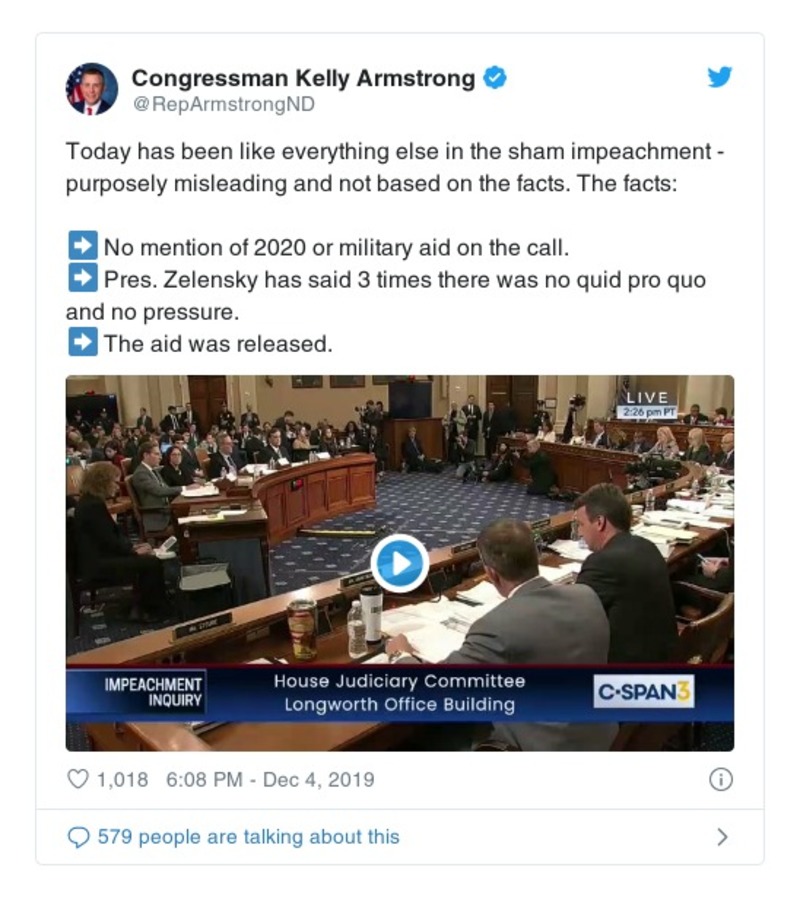 Congressman Kelly Armstrong
@RepArmstrongND
Today has been like everything else in the sham impeachment -
purposely misleading and not based on the facts. The facts:
➡ No mention of 2020 or military aid on the call.
➡ Pres. Zelensky has said 3 times there was no quid pro quo
and no pressure.
➡ The aid was released.
LIVE
2:26 pm PT
IMPEACHMENT
INQUIRY
House Judiciary Committee
Longworth Office Building
C·SPAN3
1,018 6:08 PM - Dec 4, 2019
579 people are talking about this